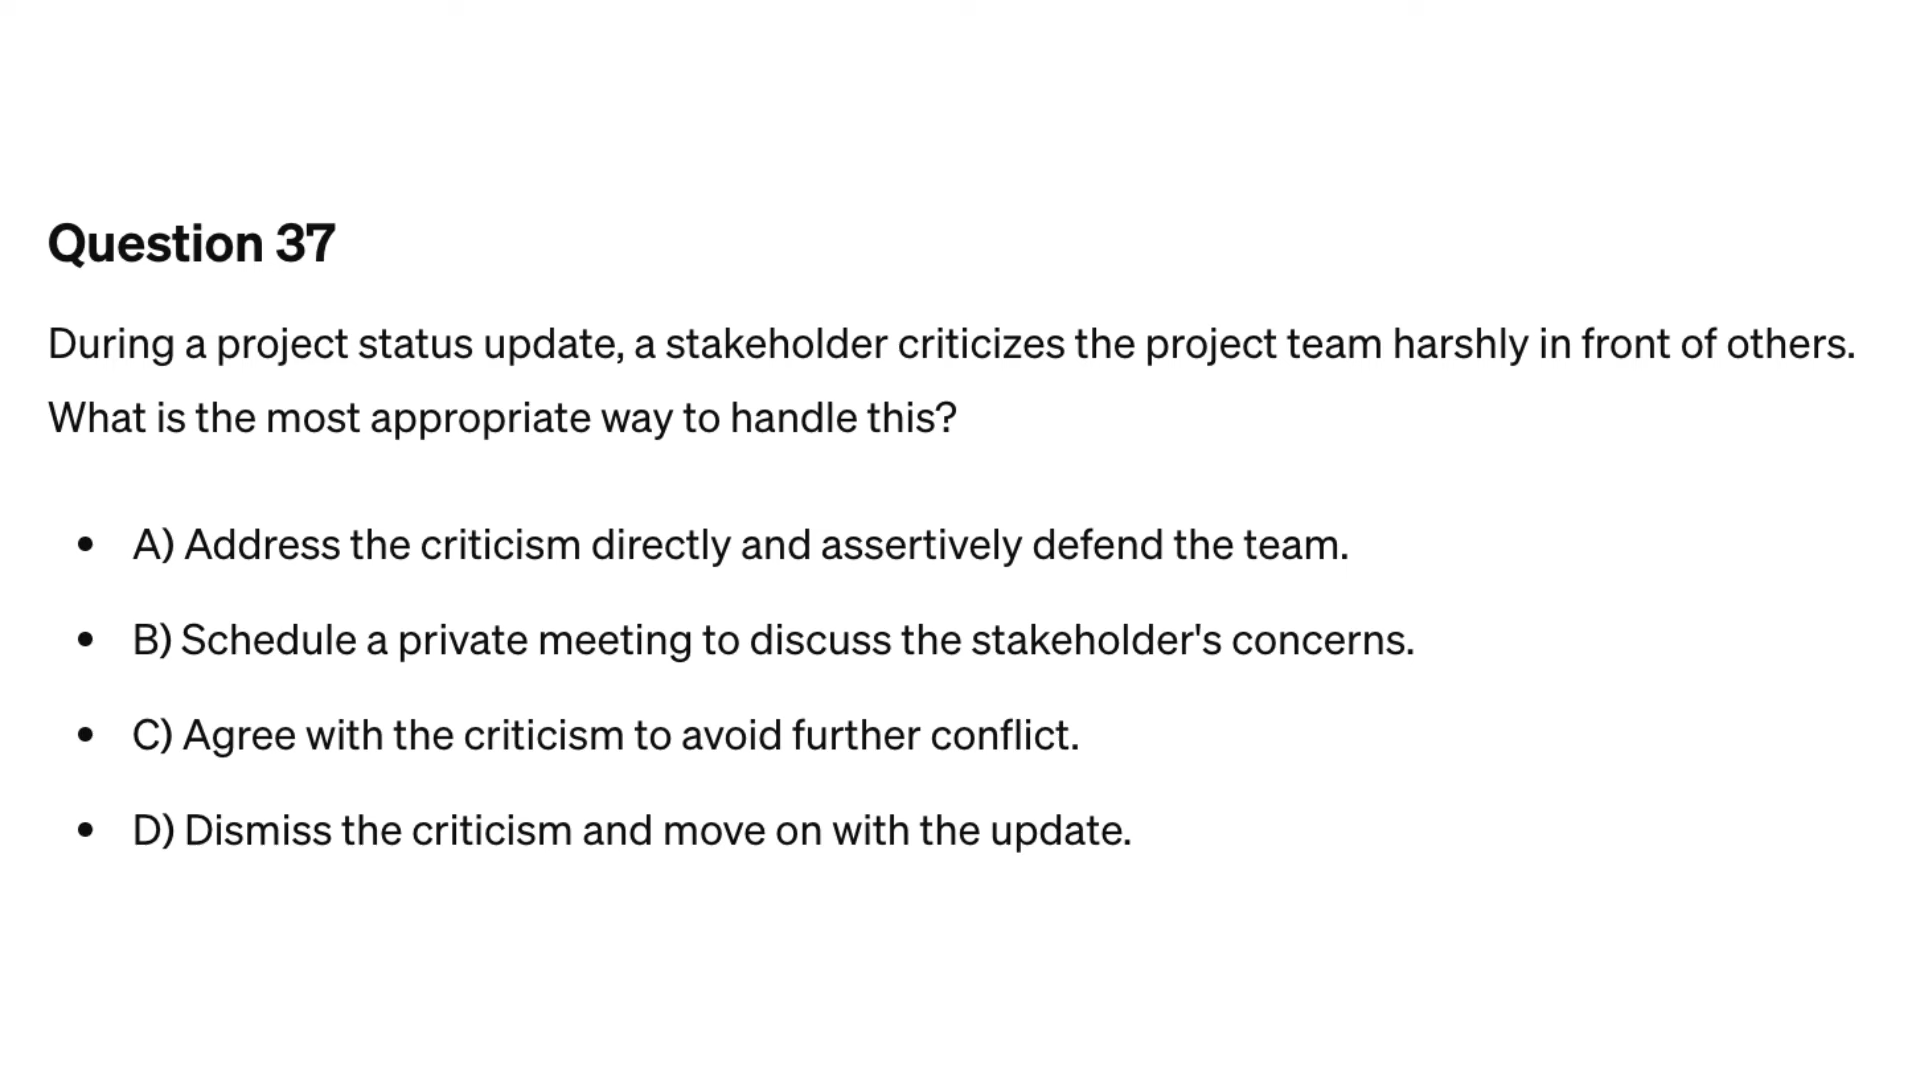 Question 37
During a project status update, a stakeholder criticizes the project team harshly in front of others.
What is the most appropriate way to handle this?
• A) Address the criticism directly and assertively defend the team.
• B) Schedule a private meeting to discuss the stakeholder's concerns.
• C) Agree with the criticism to avoid further conflict.
• D) Dismiss the criticism and move on with the update.